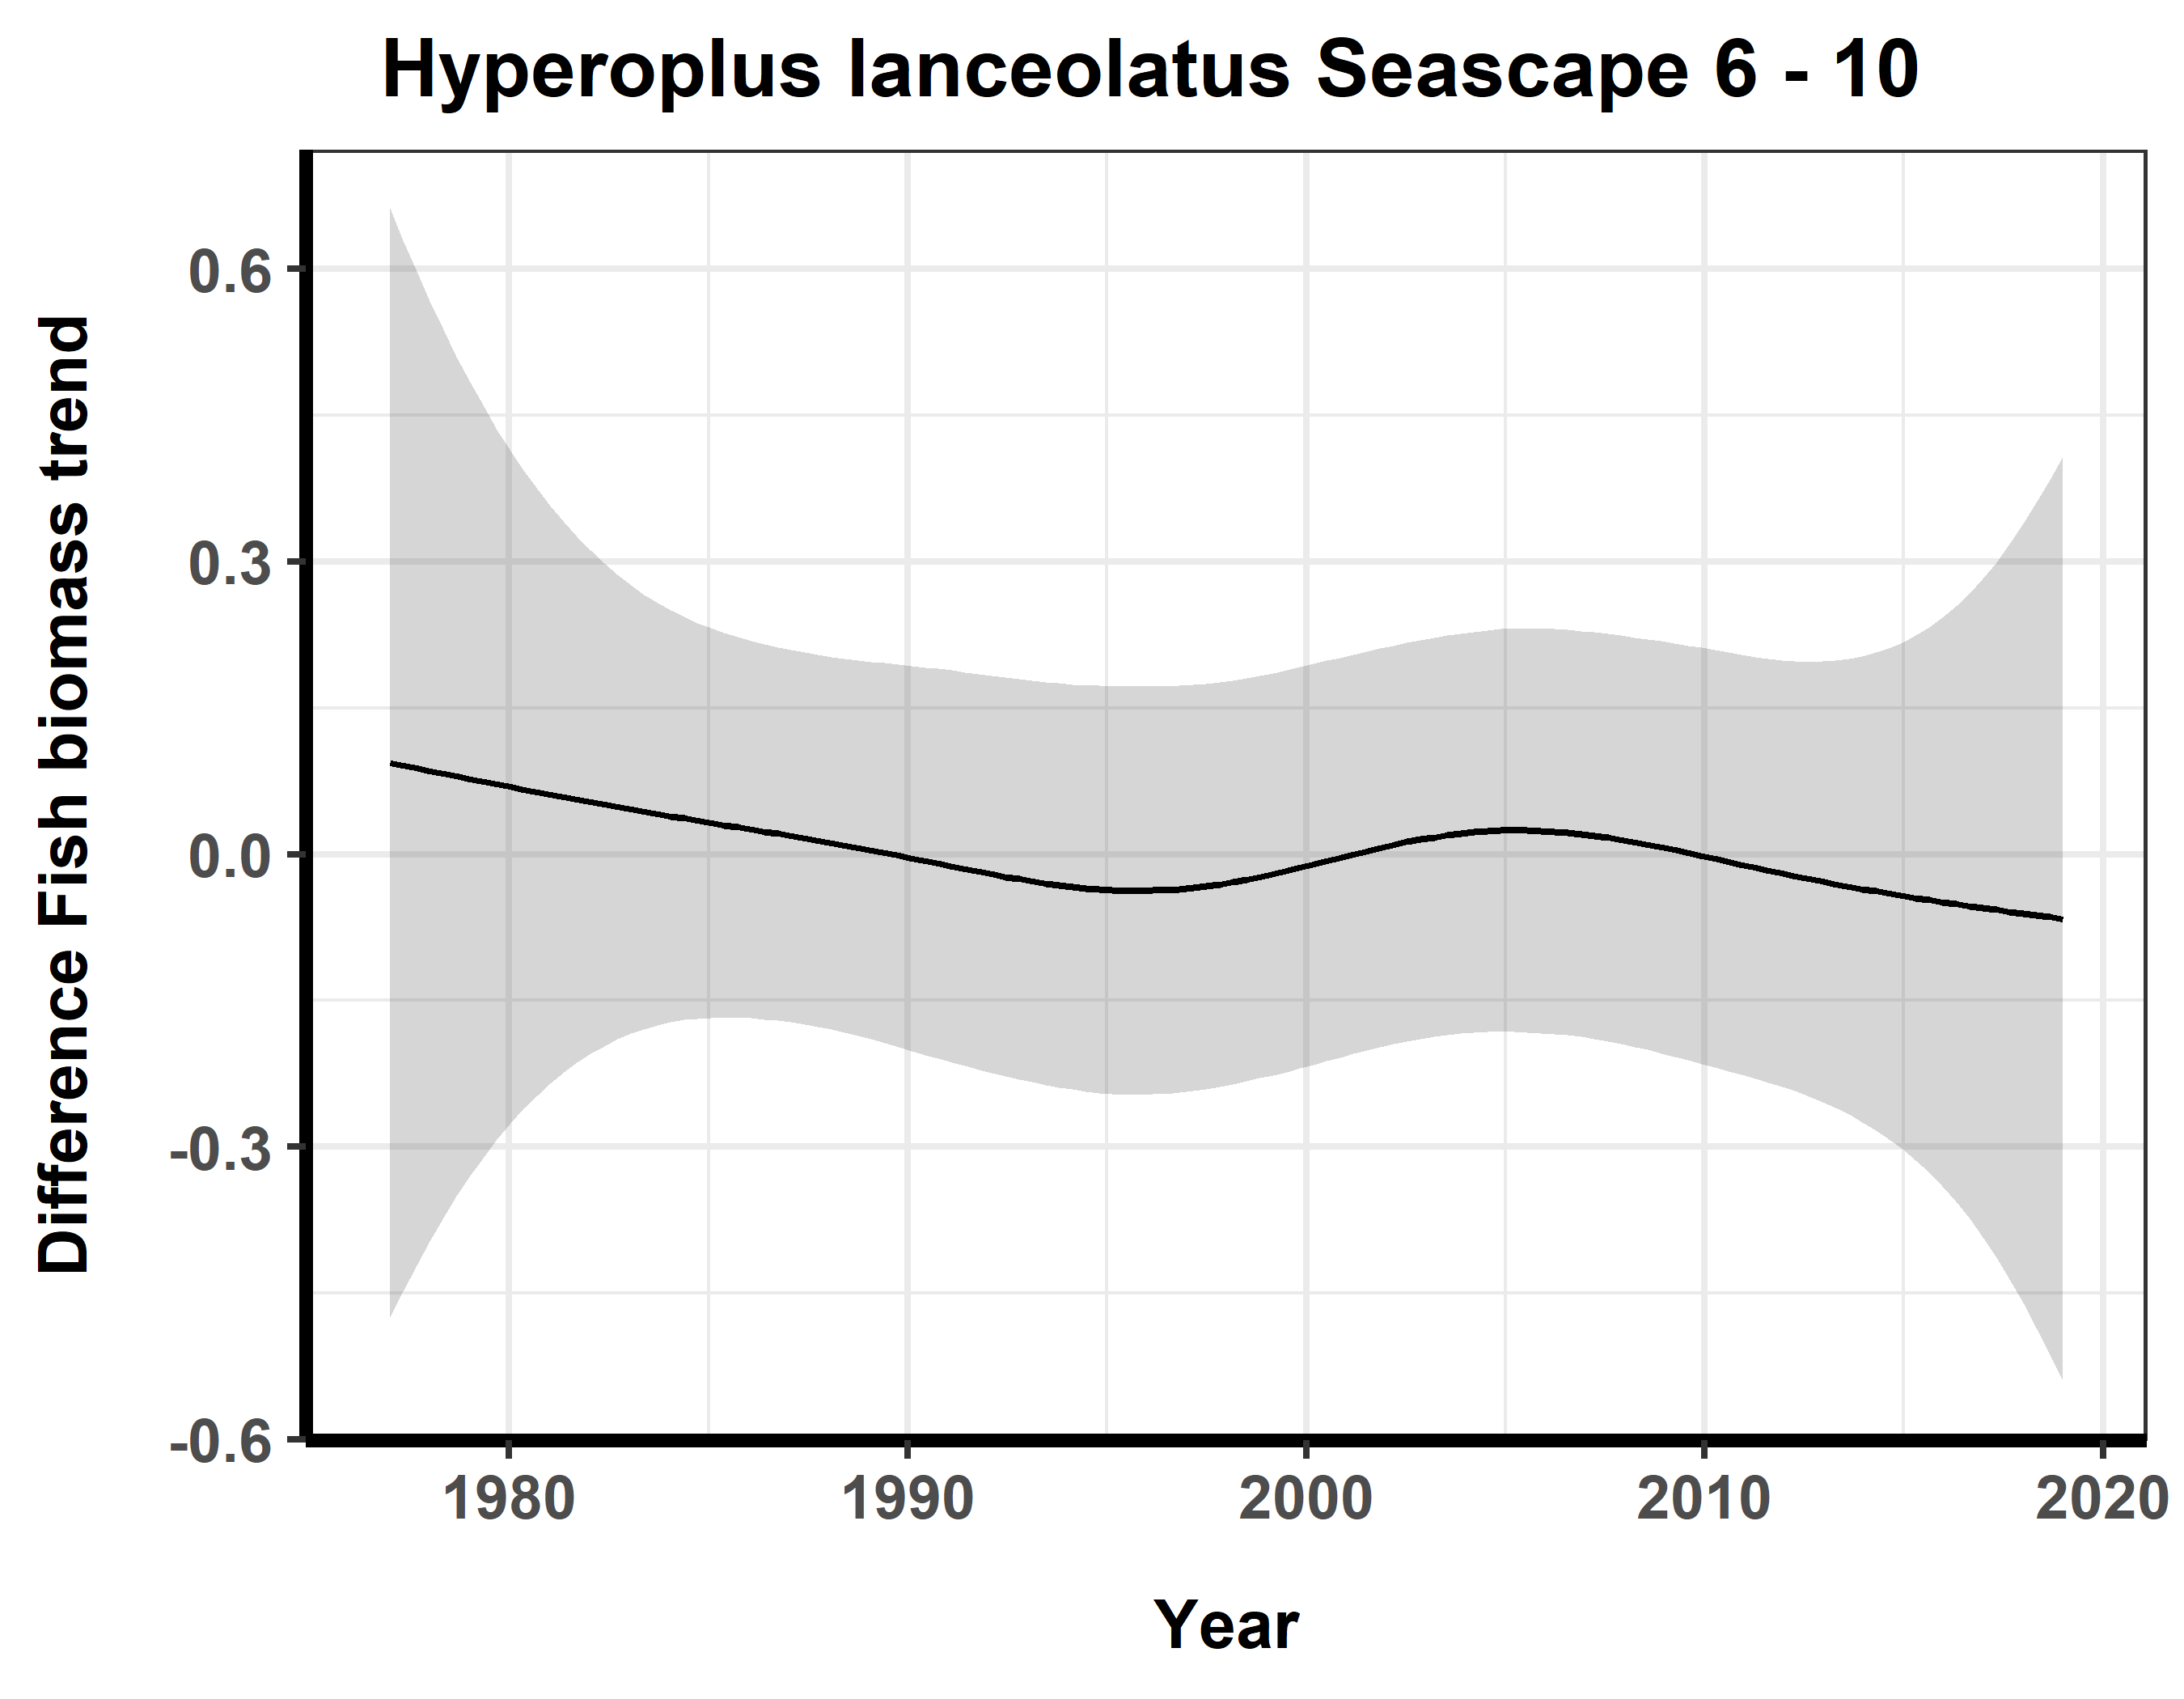 Hyperoplus lanceolatus Seascape 6 - 10
Difference Fish biomass trend
0.6
0.3
0.0
-0.3
-0.6
1980 1990 2000 2010 2020
Year